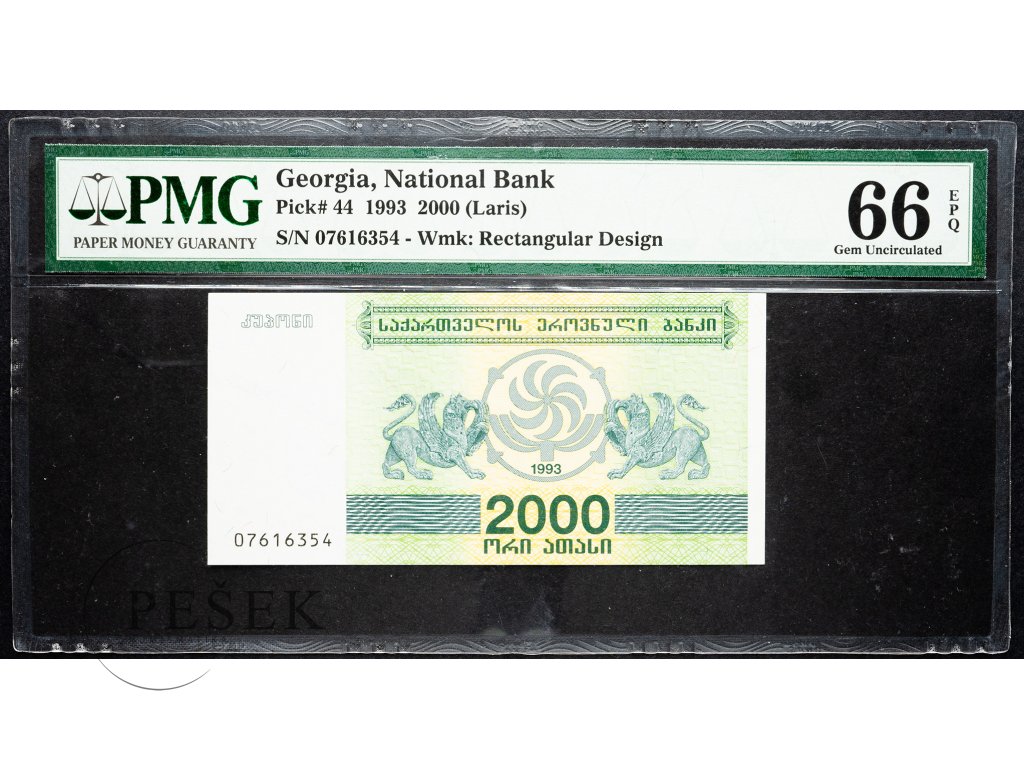 PMG
PAPER MONEY GUARANTY
Georgia, National Bank
Pick# 44 1993 2000 (Laris)
S/N 07616354 - Wmk: Rectangular Design
66
EPQ
Gem Uncirculated
კუპონი
საქართველოს ეროვნული ბანკი
1993
2000
ორი ათასი
07616354
PEŠEK